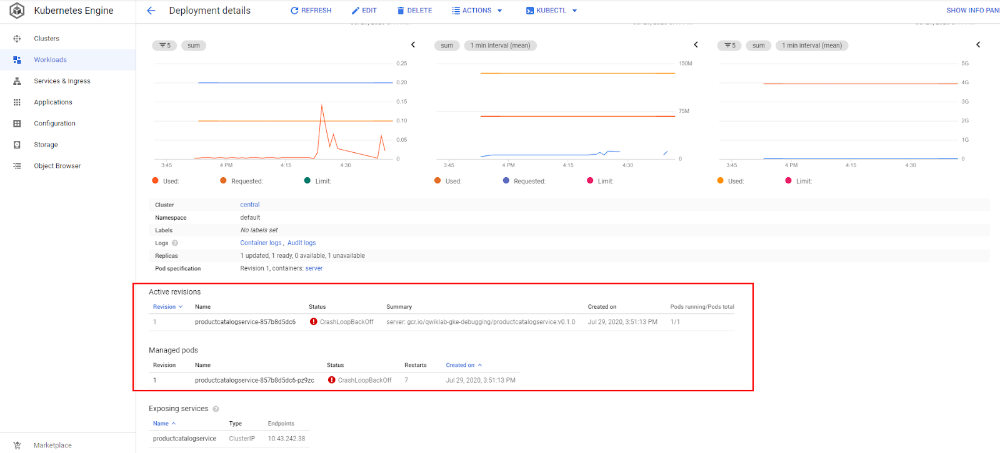 Kubernetes Engine
Deployment details
REFRESH
EDIT
DELETE
ACTIONS
KUBECTL
SHOW INFO PAN
Clusters
Workloads
Services & Ingress
Applications
Configuration
Storage
Object Browser
Marketplace
5 sum
0.25
0.20
0.15
0.10
0.05
0
3:45 4 PM 4:15 4:30
Used: Requested: Limit:
sum 1 min interval (mean)
150M
75M
0
3:45 4 PM 4:15 4:30
Used: Requested: Limit:
5 sum 1 min interval (mean)
5G
4G
3G
2G
1G
0
3:45 4 PM 4:15 4:30
Used: Limit:
Cluster central
Namespace default
Labels No labels set
Logs Container logs , Audit logs
Replicas 1 updated, 1 ready, 0 available, 1 unavailable
Pod specification Revision 1, containers: server
Active revisions
Revision Name Status Summary Created on Pods running/Pods total
1 productcatalogservice-857b8d5dc6 CrashLoopBackOff server: gcr.io/qwiklab-gke-debugging/productcatalogservice:v0.1.0 Jul 29, 2020, 3:51:13 PM 1/1
Managed pods
Revision Name Status Restarts Created on
1 productcatalogservice-857b8d5dc6-pz9zc CrashLoopBackOff 7 Jul 29, 2020, 3:51:13 PM
Exposing services
Name Type Endpoints
productcatalogservice ClusterIP 10.43.242.38